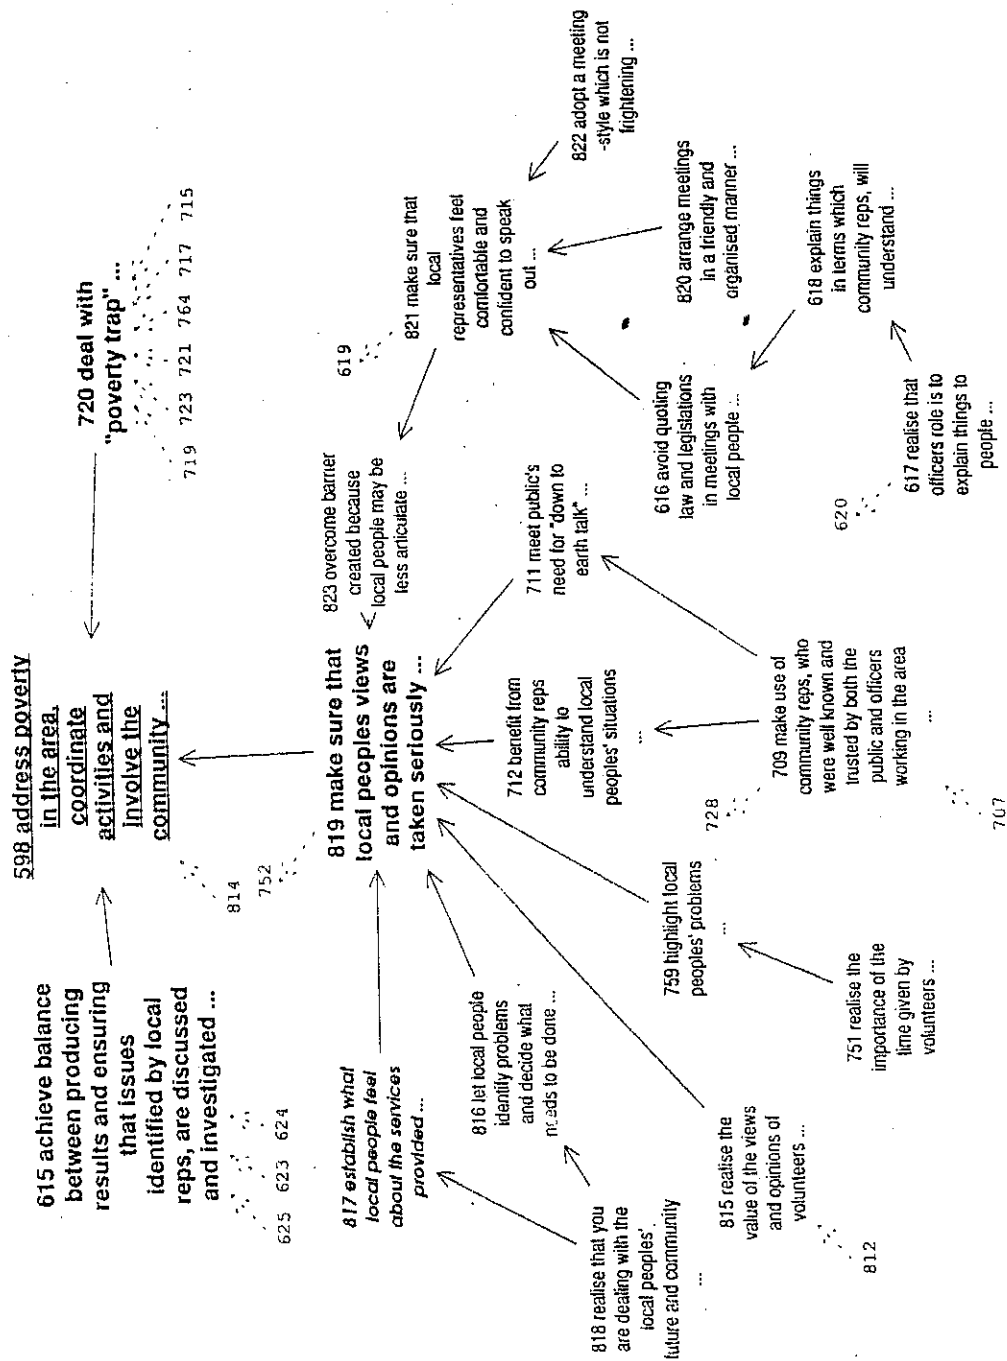 598 address poverty
in the area,
coordinate
activities and
involve the
community ...
615 achieve balance
between producing
results and ensuring
that issues
identified by local
reps, are discussed
and investigated ...
625 623 624
814
752
720 deal with
"poverty trap" ...
719 723 721 764 717 715
819 make sure that
local peoples views
and opinions are
taken seriously ...
817 establish what
local people feel
about the services
provided ...
816 let local people
identify problems
and decide what
needs to be done ...
818 realise that you
are dealing with the
local peoples'
future and community
...
815 realise the
value of the views
and opinions of
volunteers ...
812
759 highlight local
peoples' problems
...
751 realise the
importance of the
time given by
volunteers ...
712 benefit from
community reps
ability to
understand local
peoples' situations
...
711 meet public's
need for "down to
earth talk" ...
709 make use of
community reps, who
were well known and
trusted by both the
public and officers
working in the area
...
728
707
823 overcome barrier
created because
local people may be
less articulate ...
619
821 make sure that
local
representatives feel
comfortable and
confident to speak
out ...
822 adopt a meeting
-style which is not
frightening ...
820 arrange meetings
in a friendly and
organised manner ...
616 avoid quoting
law and legislations
in meetings with
local people ...
618 explain things
in terms which
community reps, will
understand ...
620
617 realise that
officers role is to
explain things to
people ...